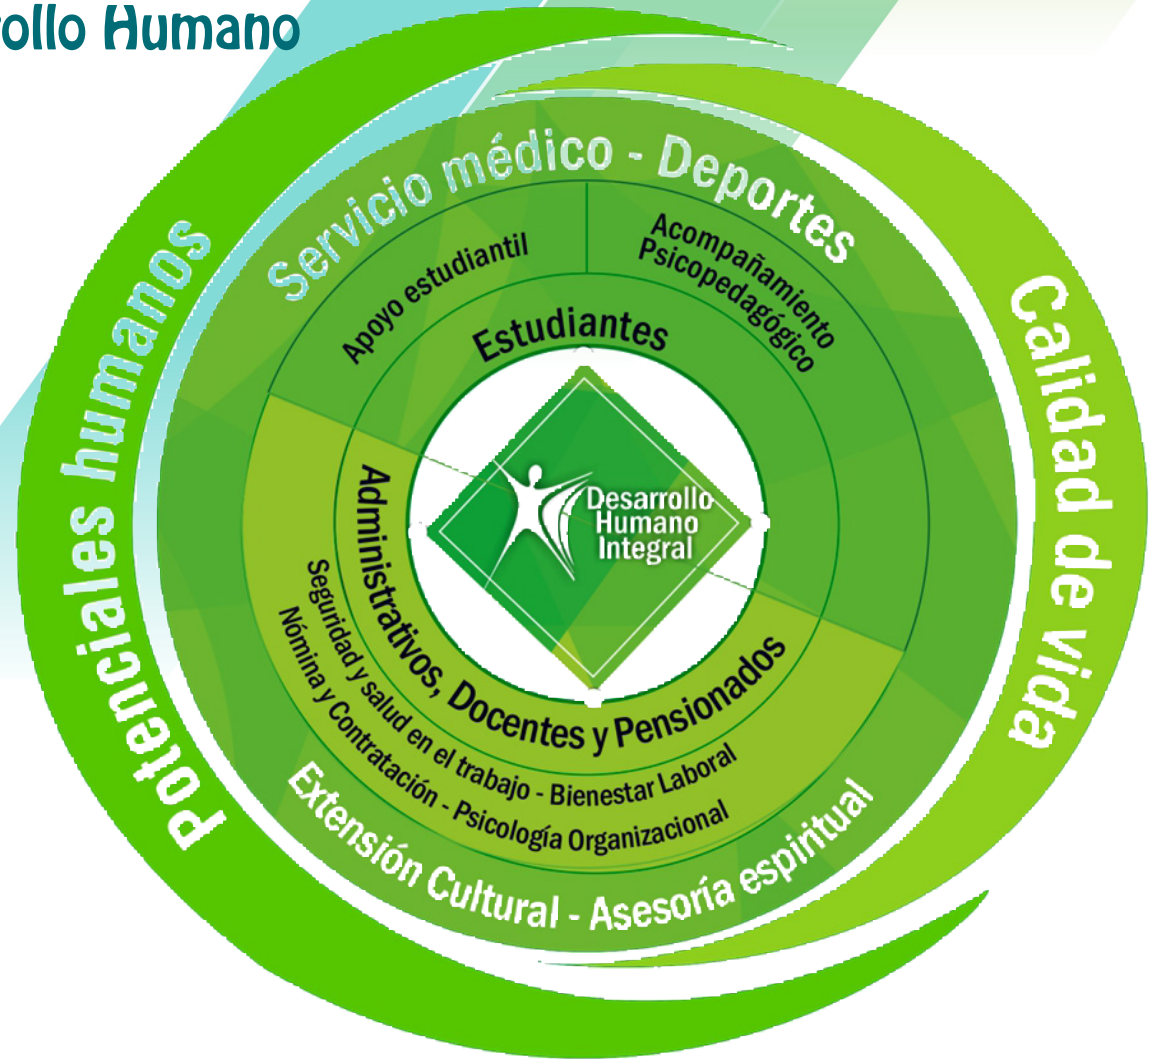 ollo Humano
Servicio médico - Deportes
Apoyo estudiantil
Acompañamiento
Psicopedagógico
Estudiantes
Potenciales humanos
Calidad de vida
Desarrollo
Humano
Integral
Administrativos, Docentes y Pensionados
Seguridad y salud en el trabajo - Bienestar Laboral
Nómina y Contratación - Psicología Organizacional
Extensión Cultural - Asesoría espiritual